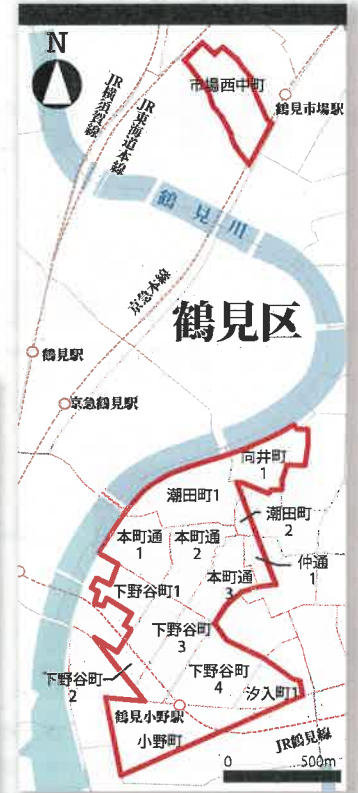 N
市場西中町
鶴見市場駅
JR横須賀線
JR東海道本線
鶴見川
京急本線
鶴見区
鶴見駅
京急鶴見駅
向井町
1
潮田町1
潮田町
2
本町通
1
本町通
2
仲通
1
本町通3
下野谷町1
下野谷町
3
下野谷町
4
下野谷町
2
汐入町1
鶴見小野駅
小野町
JR鶴見線
0
500m